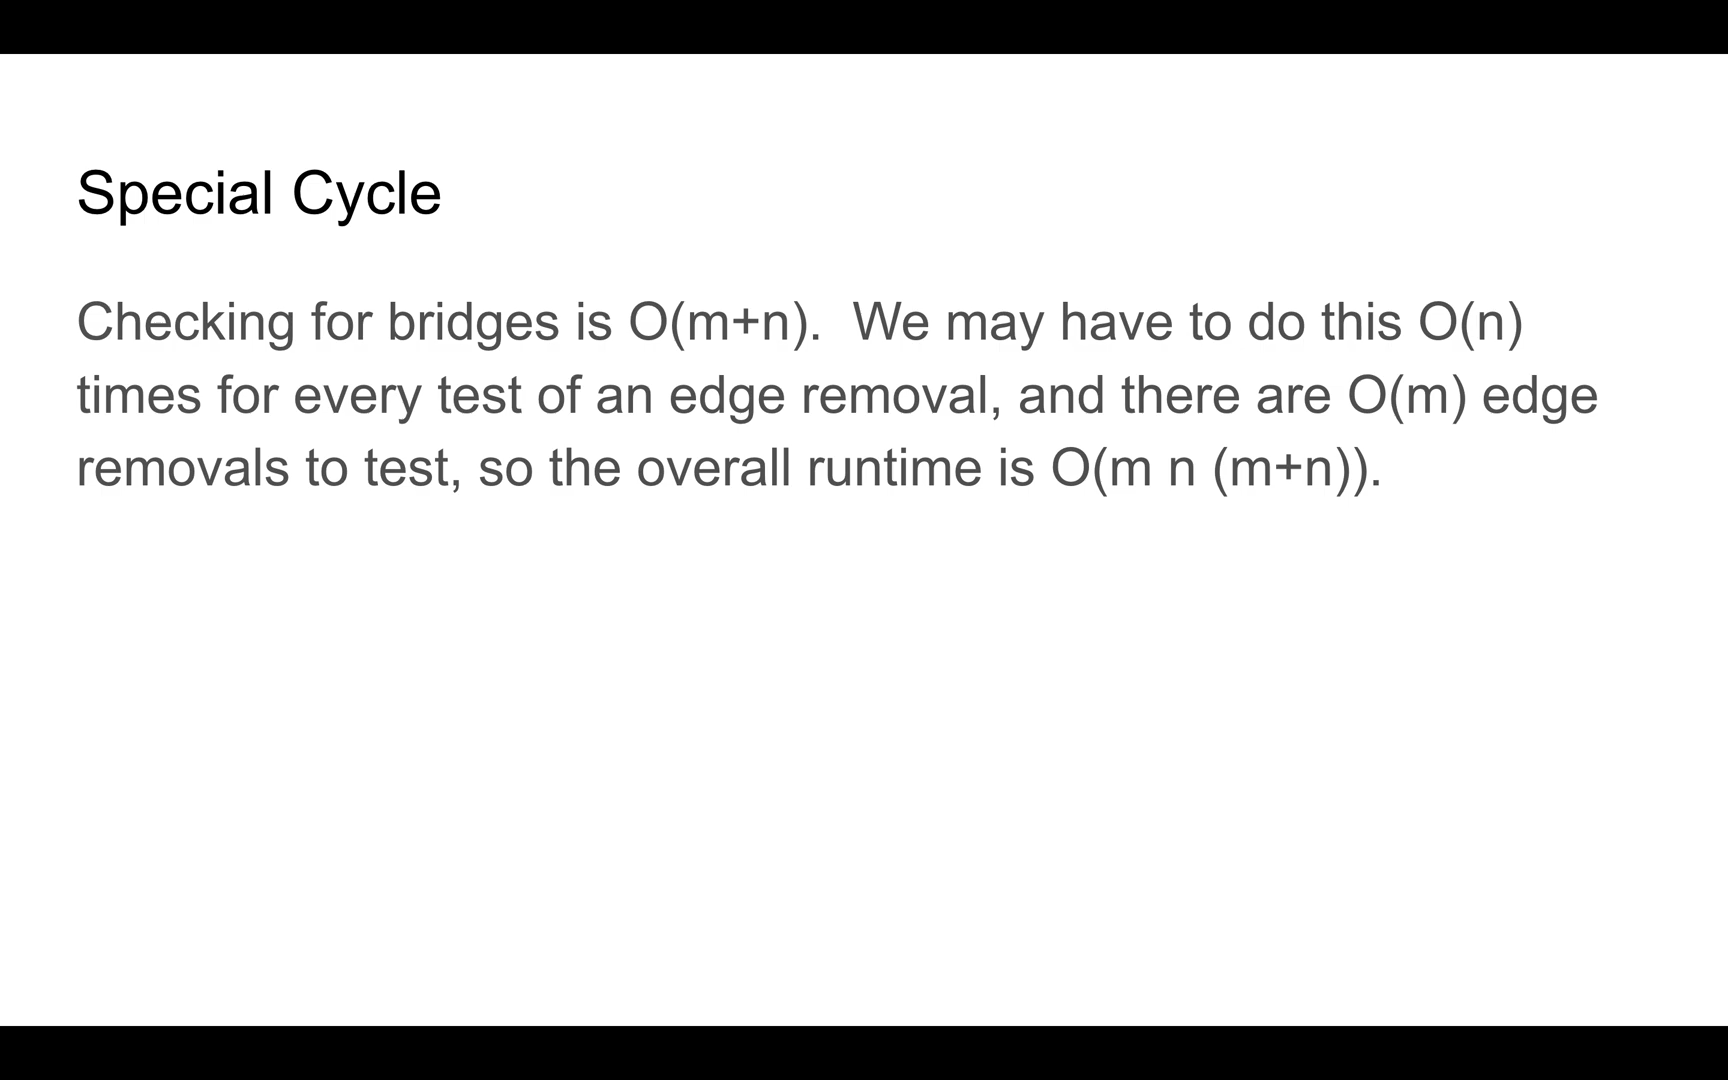 Special Cycle
Checking for bridges is O(m+n).  We may have to do this O(n)
times for every test of an edge removal, and there are O(m) edge
removals to test, so the overall runtime is O(m n (m+n)).